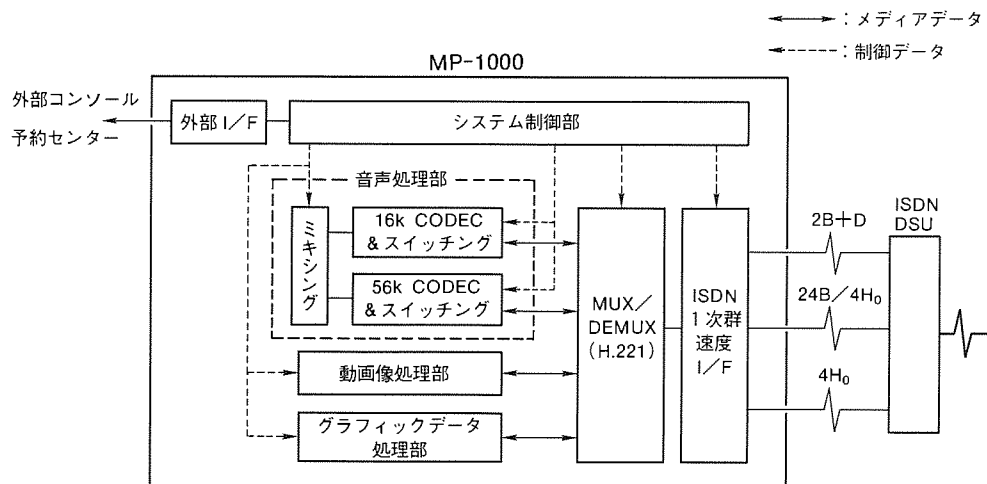 ：メディアデータ
：制御データ
MP-1000
外部コンソール
予約センター
外部 I／F
システム制御部
音声処理部
ミキシング
16k CODEC
＆スイッチング
56k CODEC
＆スイッチング
動画像処理部
グラフィックデータ
処理部
MUX／
DEMUX
(H.221)
ISDN
1次群
速度
I／F
2B＋D
24B／4H₀
4H₀
ISDN
DSU